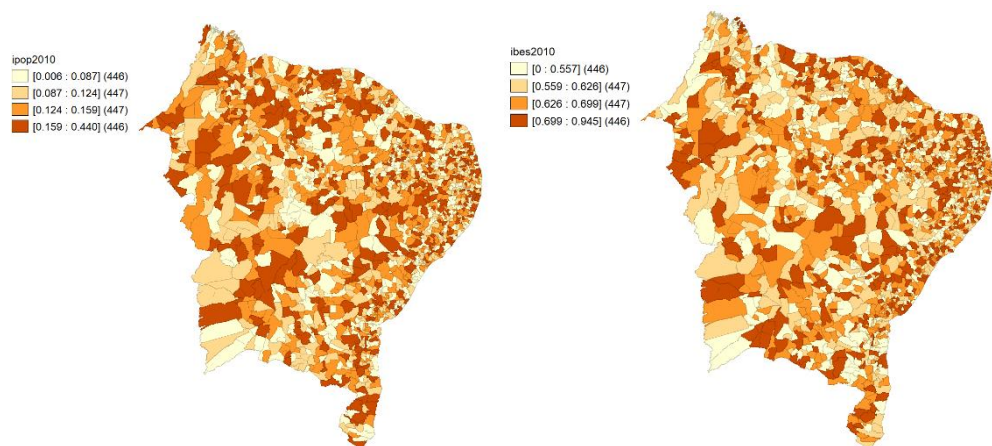 ipop2010
[0.006 : 0.087] (446)
[0.087 : 0.124] (447)
[0.124 : 0.159] (447)
[0.159 : 0.440] (446)
ibes2010
[0 : 0.557] (446)
[0.559 : 0.626] (447)
[0.626 : 0.699] (447)
[0.699 : 0.945] (446)